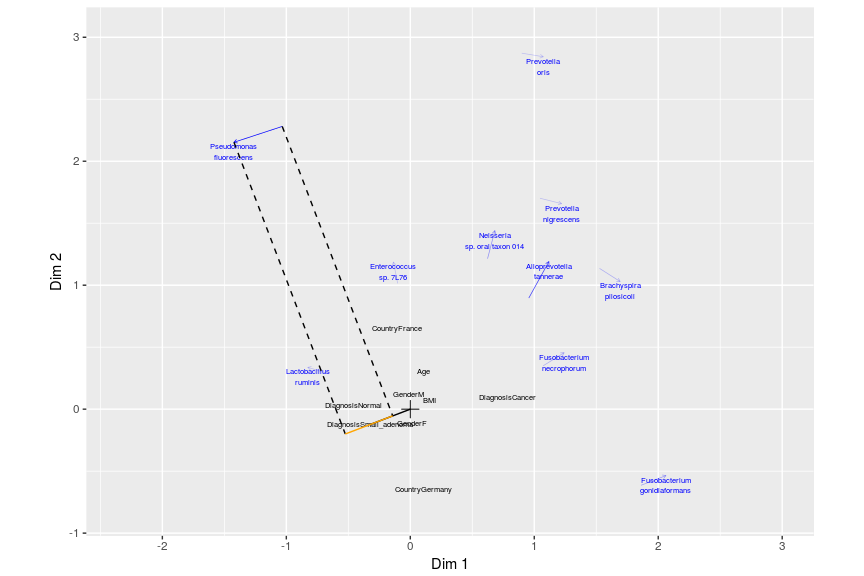 3
Prevotella
oris
Pseudomonas
fluorescens
2
Prevotella
nigrescens
Neisseria
sp. oral taxon 014
Enterococcus
sp. 7L76
Alloprevotella
tannerae
1
Brachyspira
pilosicoli
CountryFrance
Fusobacterium
necrophorum
Lactobacillus
ruminis
Age
GenderM
BMI
DiagnosisCancer
DiagnosisNormal
0
DiagnosisSmall_adenoma
GenderF
Fusobacterium
gonidiaformans
CountryGermany
-1
-2
-1
0
1
2
3
Dim 1
Dim 2